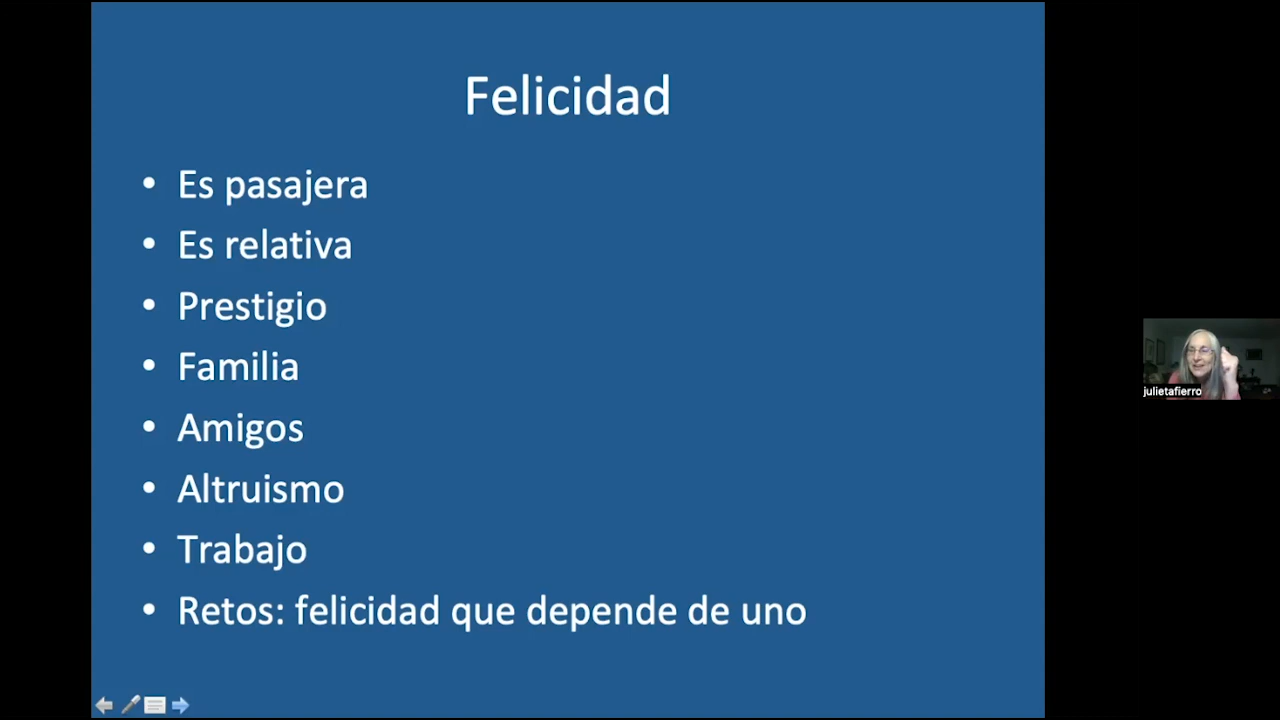 Felicidad
• Es pasajera
• Es relativa
• Prestigio
• Familia
• Amigos
• Altruismo
• Trabajo
• Retos: felicidad que depende de uno
julietafierro